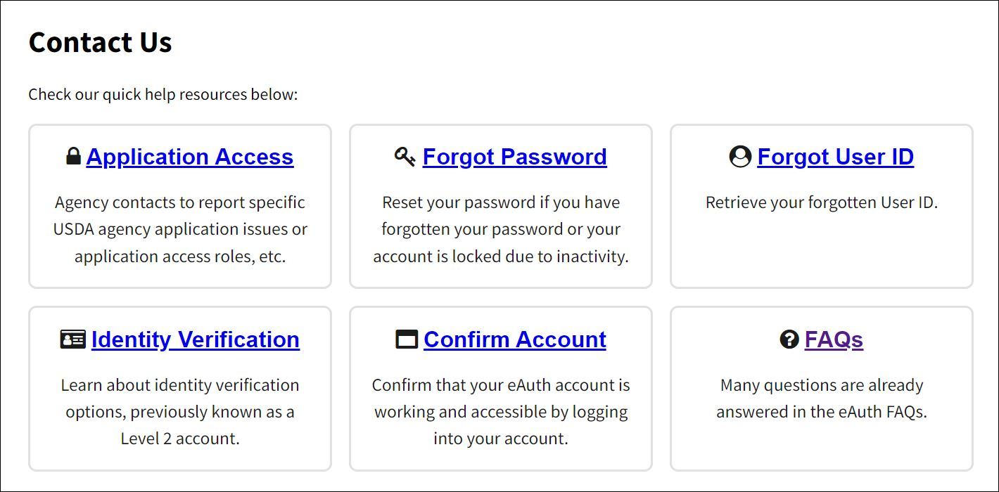 Contact Us
Check our quick help resources below:
Application Access
Agency contacts to report specific
USDA agency application issues or
application access roles, etc.
Forgot Password
Reset your password if you have
forgotten your password or your
account is locked due to inactivity.
Forgot User ID
Retrieve your forgotten User ID.
Identity Verification
Learn about identity verification
options, previously known as a
Level 2 account.
Confirm Account
Confirm that your eAuth account is
working and accessible by logging
into your account.
FAQs
Many questions are already
answered in the eAuth FAQs.